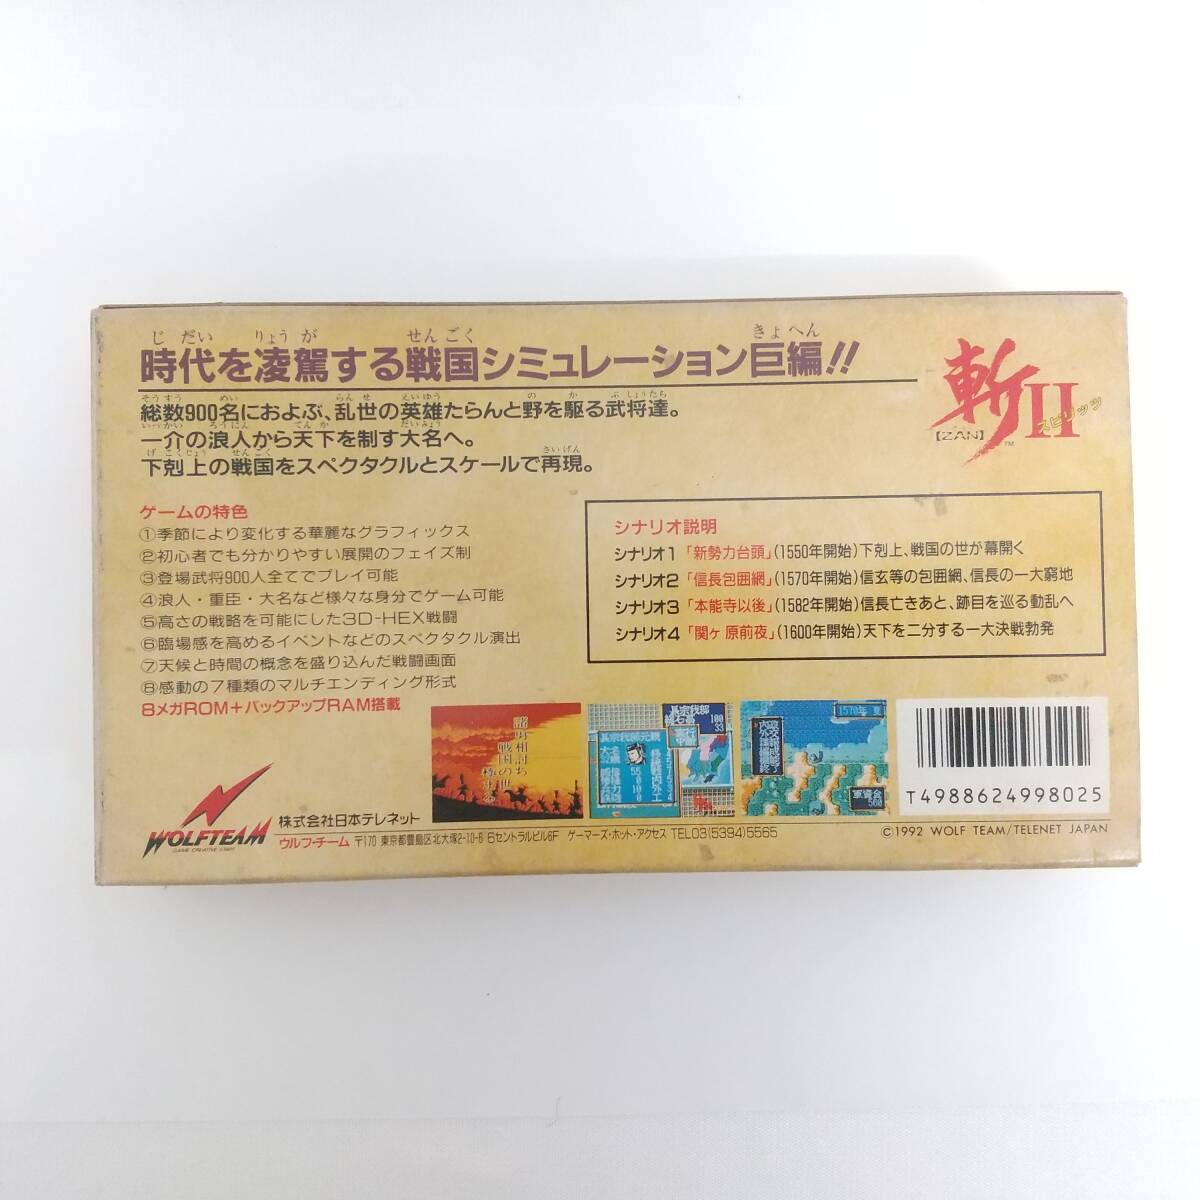 じだい りょうが せんごく きょへん
時代を凌駕する戦国シミュレーション巨編!!
そうすう めい らんせ えいゆう の か ぶしょうたち
総数900名におよぶ、乱世の英雄たらんと野を駆る武将達。
いっかい ろうにん てんか だいみょう
一介の浪人から天下を制す大名へ。
げこくじょう せんごく さいげん
下剋上の戦国をスペクタクルとスケールで再現。
斬II
スピリッツ
【ZAN】
TM
ゲームの特色
①季節により変化する華麗なグラフィックス
②初心者でも分かりやすい展開のフェイズ制
③登場武将900人全てでプレイ可能
④浪人・重臣・大名など様々な身分でゲーム可能
⑤高さの戦略を可能にした3D-HEX戦闘
⑥臨場感を高めるイベントなどのスペクタクル演出
⑦天候と時間の概念を盛り込んだ戦闘画面
⑧感動の7種類のマルチエンディング形式
8メガROM+バックアップRAM搭載
シナリオ説明
シナリオ1「新勢力台頭」(1550年開始)下剋上、戦国の世が幕開く
シナリオ2「信長包囲網」(1570年開始)信玄等の包囲網、信長の一大窮地
シナリオ3「本能寺以後」(1582年開始)信長亡きあと、跡目を巡る動乱へ
シナリオ4「関ヶ原前夜」(1600年開始)天下を二分する一大決戦勃発
1570年 夏
軍資金
560
T4988624998025
WOLFTEAM
GAME CREATIVE STAFF
株式会社日本テレネット
ウルフ・チーム 〒170 東京都豊島区北大塚2-10-6 Bセントラルビル6F ゲーマーズ・ホット・アクセス TEL03(5394)5565
©1992 WOLF TEAM/TELENET JAPAN